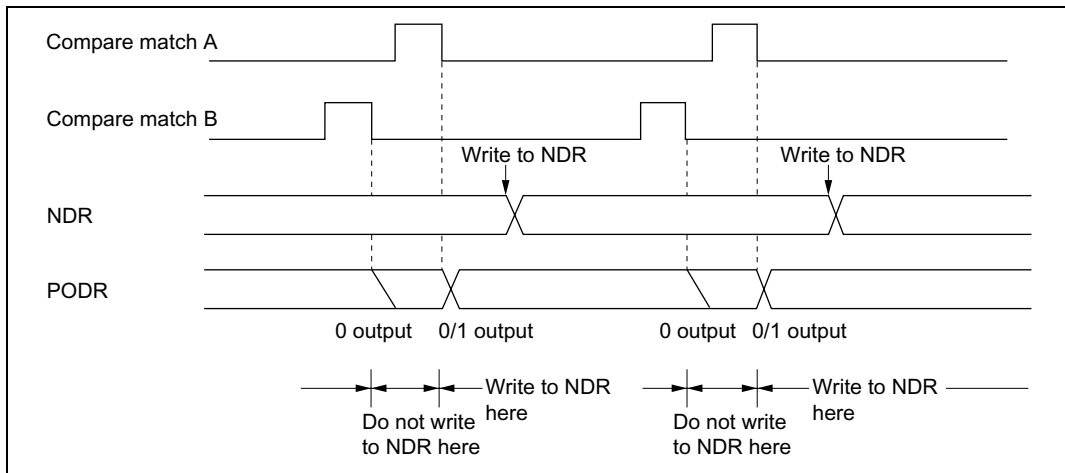 Compare match A
Compare match B
Write to NDR Write to NDR
NDR
PODR
0 output 0/1 output 0 output 0/1 output
Write to NDR
here
Do not write
to NDR here
Write to NDR
here
Do not write
to NDR here